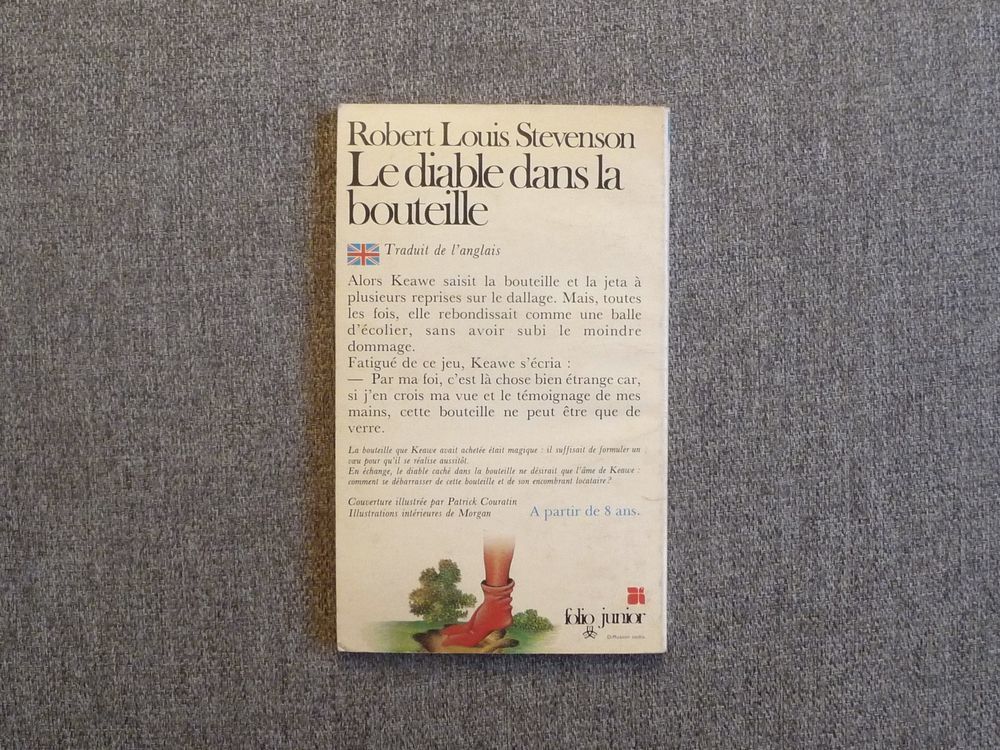 Robert Louis Stevenson
Le diable dans la
bouteille
Traduit de l'anglais
Alors Keawe saisit la bouteille et la jeta à
plusieurs reprises sur le dallage. Mais, toutes
les fois, elle rebondissait comme une balle
d'écolier, sans avoir subi le moindre
dommage.
Fatigué de ce jeu, Keawe s'écria :
— Par ma foi, c'est là chose bien étrange car,
si j'en crois ma vue et le témoignage de mes
mains, cette bouteille ne peut être que de
verre.
La bouteille que Keawe avait achetée était magique : il suffisait de formuler un
vœu pour qu'il se réalise aussitôt.
En échange, le diable caché dans la bouteille ne désirait que l'âme de Keawe :
comment se débarrasser de cette bouteille et de son encombrant locataire?
Couverture illustrée par Patrick Couratin
Illustrations intérieures de Morgan
A partir de 8 ans.
folio junior
Diffusion sodis.